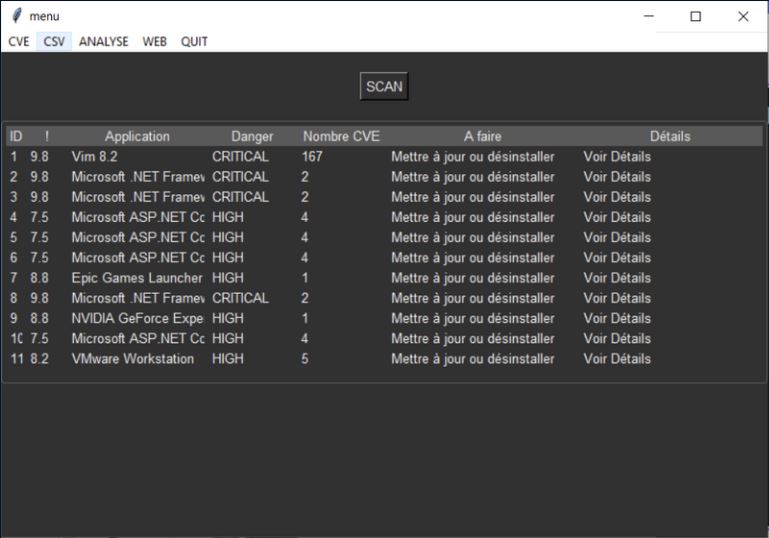 menu
CVE CSV ANALYSE WEB QUIT
SCAN
ID ! Application Danger Nombre CVE A faire Détails
1 9.8 Vim 8.2 CRITICAL 167 Mettre à jour ou désinstaller Voir Détails
2 9.8 Microsoft .NET Framev CRITICAL 2 Mettre à jour ou désinstaller Voir Détails
3 9.8 Microsoft .NET Framev CRITICAL 2 Mettre à jour ou désinstaller Voir Détails
4 7.5 Microsoft ASP.NET Cc HIGH 4 Mettre à jour ou désinstaller Voir Détails
5 7.5 Microsoft ASP.NET Cc HIGH 4 Mettre à jour ou désinstaller Voir Détails
6 7.5 Microsoft ASP.NET Cc HIGH 4 Mettre à jour ou désinstaller Voir Détails
7 8.8 Epic Games Launcher HIGH 1 Mettre à jour ou désinstaller Voir Détails
8 9.8 Microsoft .NET Framev CRITICAL 2 Mettre à jour ou désinstaller Voir Détails
9 8.8 NVIDIA GeForce Expe HIGH 1 Mettre à jour ou désinstaller Voir Détails
10 7.5 Microsoft ASP.NET Cc HIGH 4 Mettre à jour ou désinstaller Voir Détails
11 8.2 VMware Workstation HIGH 5 Mettre à jour ou désinstaller Voir Détails